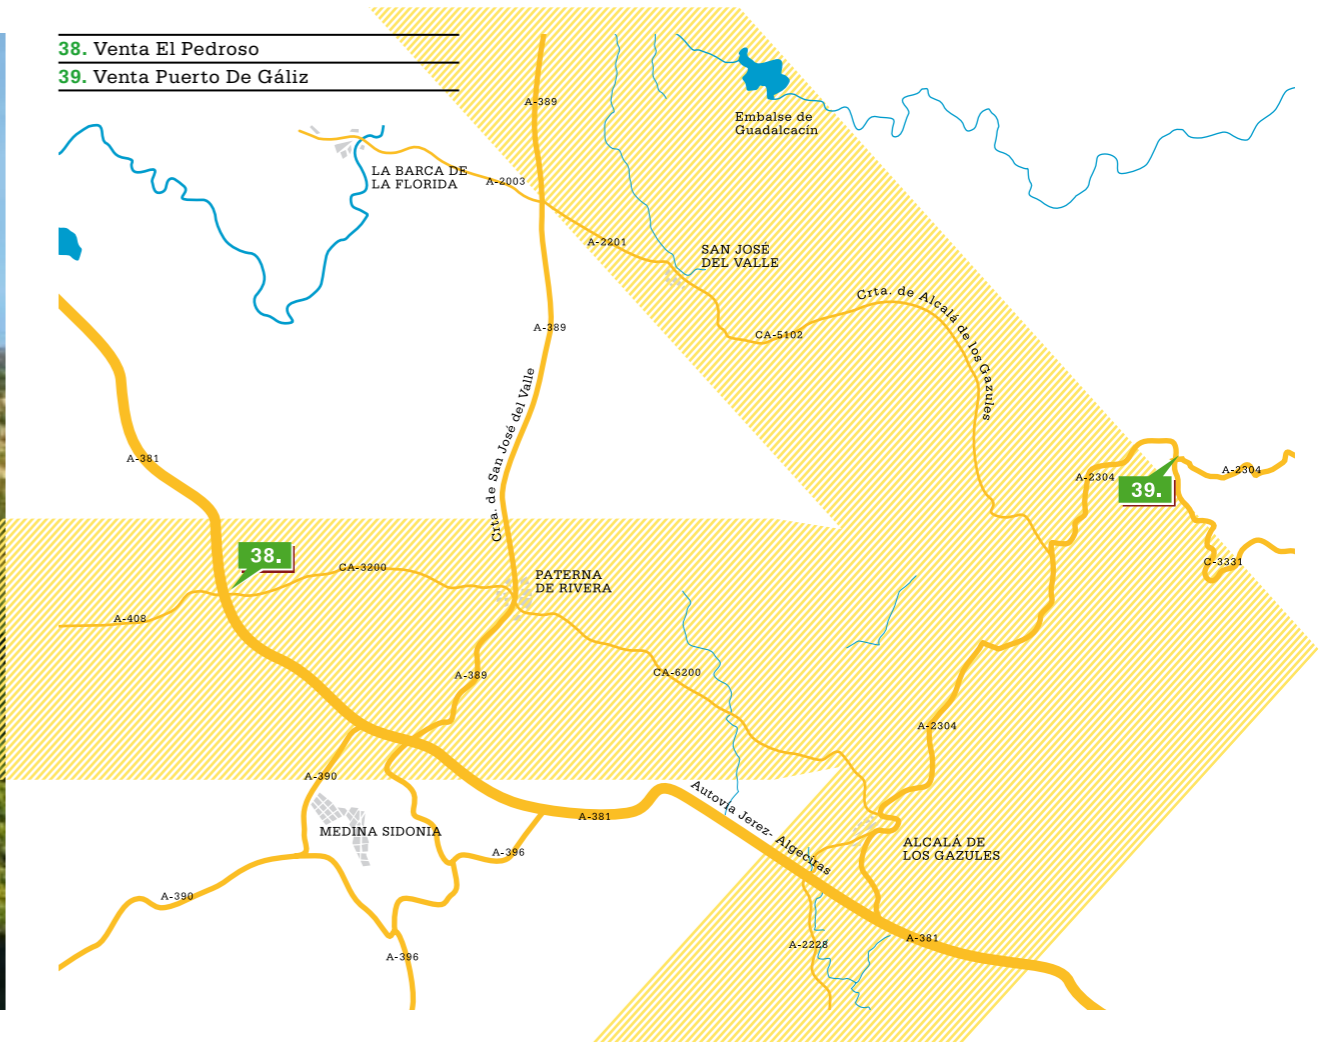 38. Venta El Pedroso
39. Venta Puerto De Gáliz
A-389
Embalse de
Guadalcacín
LA BARCA DE
LA FLORIDA
A-2003
A-2201
SAN JOSÉ
DEL VALLE
Crta. de Alcalá de los Gazules
A-389
CA-5102
Crta. de San José del Valle
A-381
A-2304
39.
A-2304
38.
CA-3200
C-3331
PATERNA
DE RIVERA
A-408
A-389
CA-6200
A-2304
A-390
Autovía Jerez- Algeciras
A-381
MEDINA SIDONIA
A-396
ALCALÁ DE
LOS GAZULES
A-390
A-381
A-2228
A-396